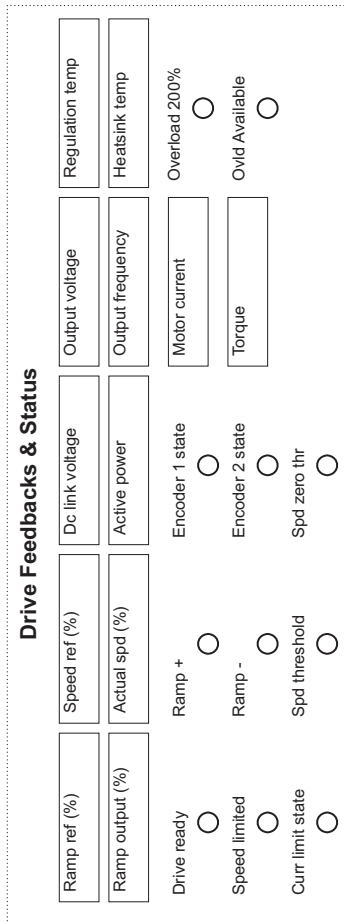 Drive Feedbacks & Status
Ramp ref (%)
Speed ref (%)
Dc link voltage
Output voltage
Regulation temp
Ramp output (%)
Actual spd (%)
Active power
Output frequency
Heatsink temp
Drive ready
Ramp +
Encoder 1 state
Motor current
Overload 200%
Speed limited
Ramp -
Encoder 2 state
Torque
Ovld Available
Curr limit state
Spd threshold
Spd zero thr